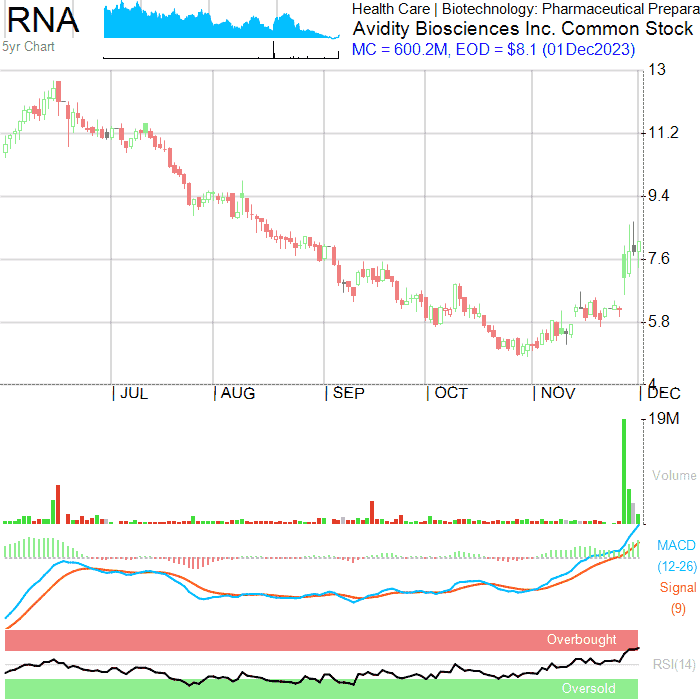 RNA
5yr Chart
Health Care | Biotechnology: Pharmaceutical Prepara
Avidity Biosciences Inc. Common Stock
MC = 600.2M, EOD = $8.1 (01Dec2023)
13
11.2
9.4
7.6
5.8
4
JUL
AUG
SEP
OCT
NOV
DEC
19M
Volume
MACD
(12-26)
Signal
(9)
Overbought
RSI(14)
Oversold